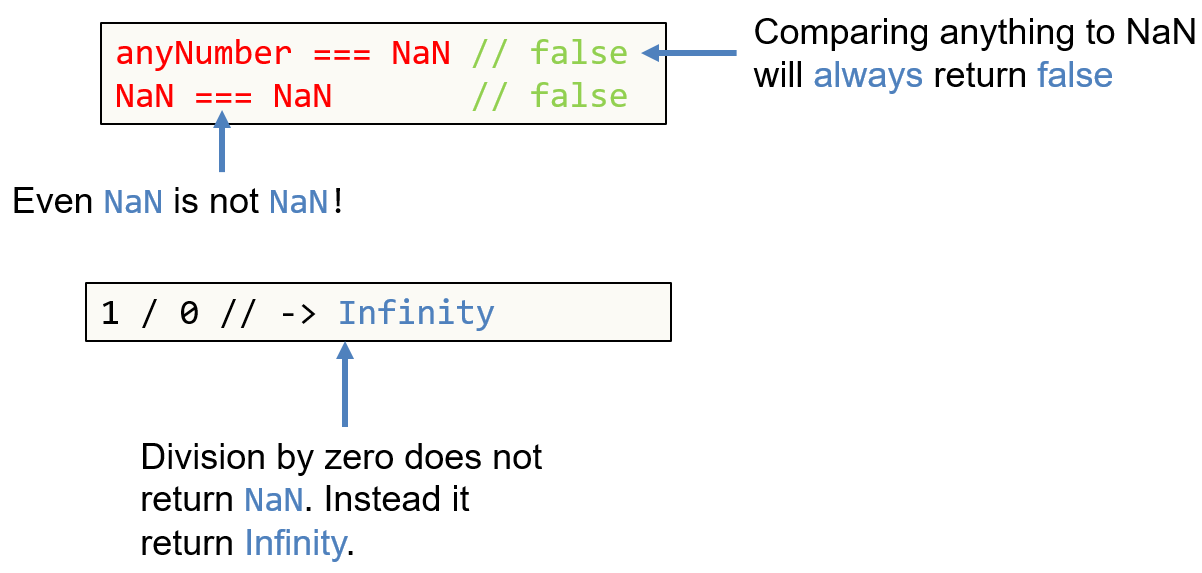 anyNumber === NaN // false
NaN === NaN // false
Comparing anything to NaN
will always return false
Even NaN is not NaN!
1 / 0 // -> Infinity
Division by zero does not
return NaN. Instead it
return Infinity.